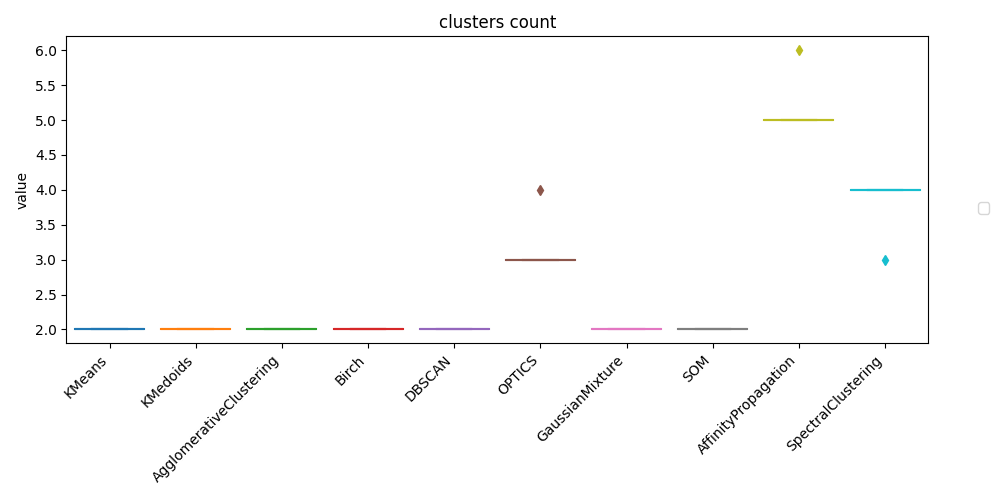 clusters count
value
6.0
5.5
5.0
4.5
4.0
3.5
3.0
2.5
2.0
KMeans
KMedoids
AgglomerativeClustering
Birch
DBSCAN
OPTICS
GaussianMixture
SOM
AffinityPropagation
SpectralClustering